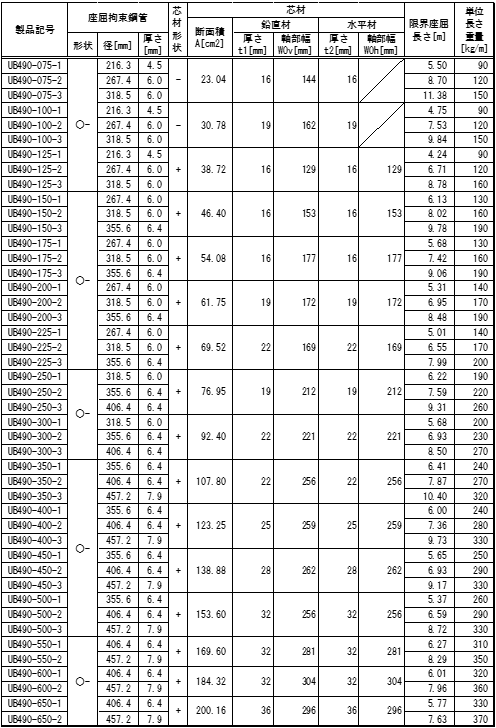 製品記号 座屈拘束鋼管 芯材形状 芯材 限界座屈長さ[m] 単位長さ重量[kg/m]
形状 径[mm] 厚さ[mm] 断面積A[cm2] 鉛直材 水平材
厚さt1[mm] 軸部幅WOv[mm] 厚さt2[mm] 軸部幅WOh[mm]
UB490-075-1 216.3 4.5 5.50 90
UB490-075-2 267.4 6.0 - 23.04 16 144 16 8.70 120
UB490-075-3 318.5 6.0 11.38 150
UB490-100-1 216.3 4.5 4.75 90
UB490-100-2 ○- 267.4 6.0 - 30.78 19 162 19 7.53 120
UB490-100-3 318.5 6.0 9.84 150
UB490-125-1 216.3 4.5 4.24 90
UB490-125-2 267.4 6.0 + 38.72 16 129 16 129 6.71 120
UB490-125-3 318.5 6.0 8.78 160
UB490-150-1 267.4 6.0 6.13 130
UB490-150-2 318.5 6.0 + 46.40 16 153 16 153 8.02 160
UB490-150-3 355.6 6.4 9.78 190
UB490-175-1 267.4 6.0 5.68 130
UB490-175-2 318.5 6.0 + 54.08 16 177 16 177 7.42 160
UB490-175-3 ○- 355.6 6.4 9.06 190
UB490-200-1 267.4 6.0 5.31 140
UB490-200-2 318.5 6.0 + 61.75 19 172 19 172 6.95 170
UB490-200-3 355.6 6.4 8.48 190
UB490-225-1 267.4 6.0 5.01 140
UB490-225-2 318.5 6.0 + 69.52 22 169 22 169 6.55 170
UB490-225-3 355.6 6.4 7.99 200
UB490-250-1 318.5 6.0 6.22 190
UB490-250-2 355.6 6.4 + 76.95 19 212 19 212 7.59 220
UB490-250-3 ○- 406.4 6.4 9.31 260
UB490-300-1 318.5 6.0 5.68 200
UB490-300-2 355.6 6.4 + 92.40 22 221 22 221 6.93 230
UB490-300-3 406.4 6.4 8.50 270
UB490-350-1 355.6 6.4 6.41 240
UB490-350-2 406.4 6.4 + 107.80 22 256 22 256 7.87 270
UB490-350-3 457.2 7.9 10.40 320
UB490-400-1 355.6 6.4 6.00 240
UB490-400-2 406.4 6.4 + 123.25 25 259 25 259 7.36 280
UB490-400-3 ○- 457.2 7.9 9.73 330
UB490-450-1 355.6 6.4 5.65 250
UB490-450-2 406.4 6.4 + 138.88 28 262 28 262 6.93 290
UB490-450-3 457.2 7.9 9.17 330
UB490-500-1 355.6 6.4 5.37 260
UB490-500-2 406.4 6.4 + 153.60 32 256 32 256 6.59 290
UB490-500-3 457.2 7.9 8.72 330
UB490-550-1 406.4 6.4 + 169.60 32 281 32 281 6.27 310
UB490-550-2 457.2 7.9 8.29 350
UB490-600-1 ○- 406.4 6.4 + 184.32 32 304 32 304 6.01 320
UB490-600-2 457.2 7.9 7.96 360
UB490-650-1 406.4 6.4 + 200.16 36 296 36 296 5.77 330
UB490-650-2 457.2 7.9 7.63 370